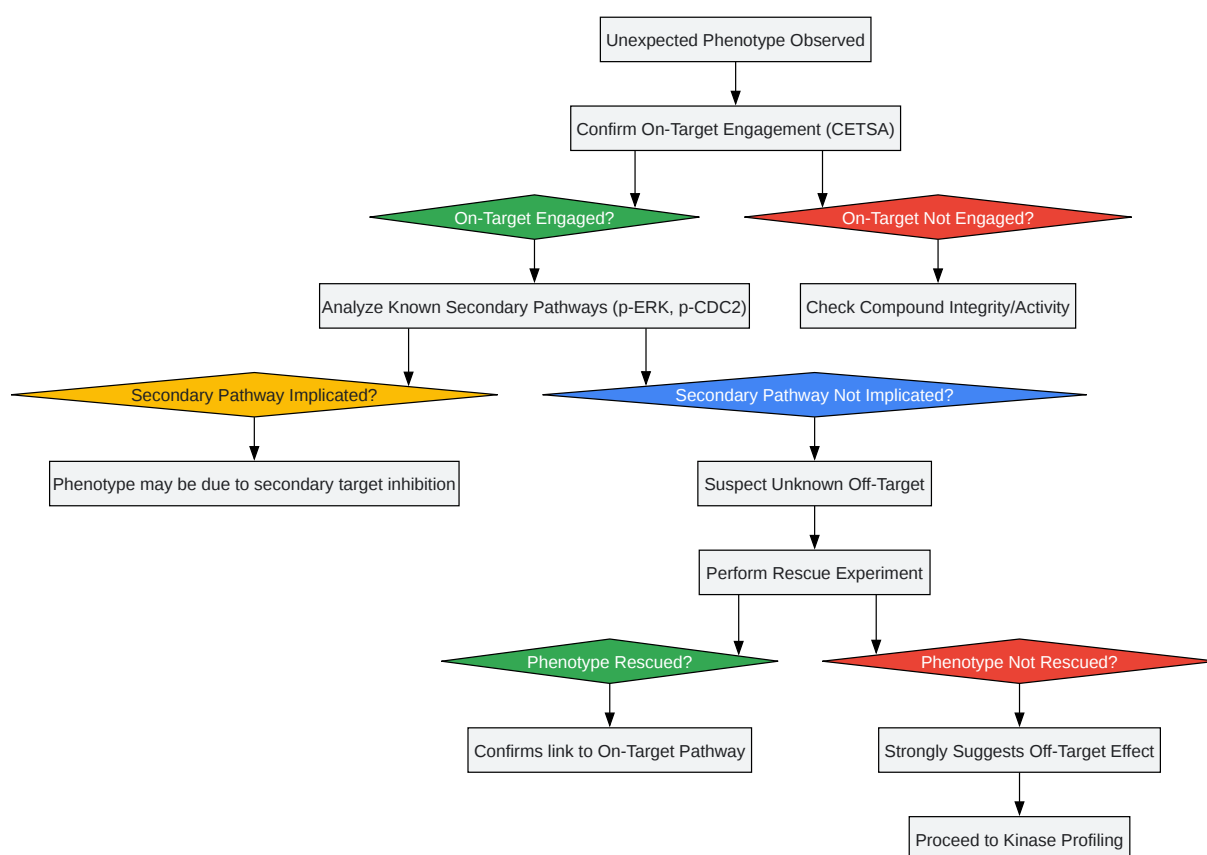 Unexpected Phenotype Observed
Confirm On-Target Engagement (CETSA)
On-Target Engaged?
On-Target Not Engaged?
Analyze Known Secondary Pathways (p-ERK, p-CDC2)
Check Compound Integrity/Activity
Secondary Pathway Implicated?
Secondary Pathway Not Implicated?
Phenotype may be due to secondary target inhibition
Suspect Unknown Off-Target
Perform Rescue Experiment
Phenotype Rescued?
Phenotype Not Rescued?
Confirms link to On-Target Pathway
Strongly Suggests Off-Target Effect
Proceed to Kinase Profiling